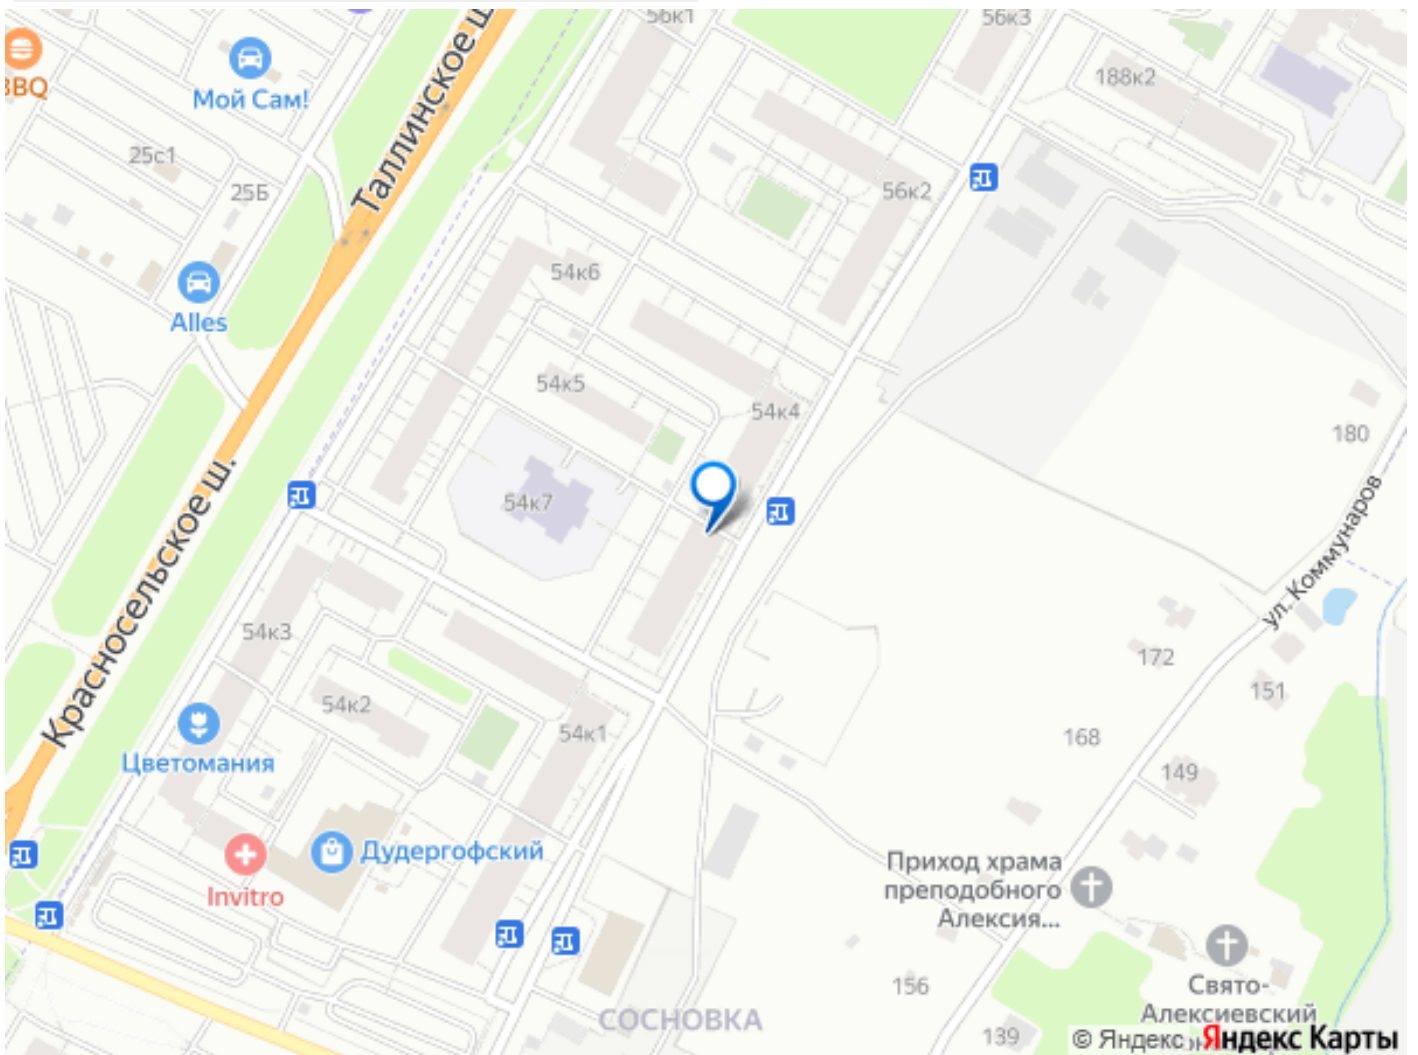 56к1
56к3
Таллинское ш.
BBQ
Мой Сам!
188к2
25с1
25Б
56к2
54к6
Alles
54к5
54к4
180
54к7
Красносельское ш.
ул. Коммунаров
54к3
172
151
54к2
54к1
168
Цветомания
149
Дудергофский
Invitro
Приход храма
преподобного
Алексия...
156
Свято-
Алексиевский
СОСНОВКА
139
© Яндекс
Яндекс Карты